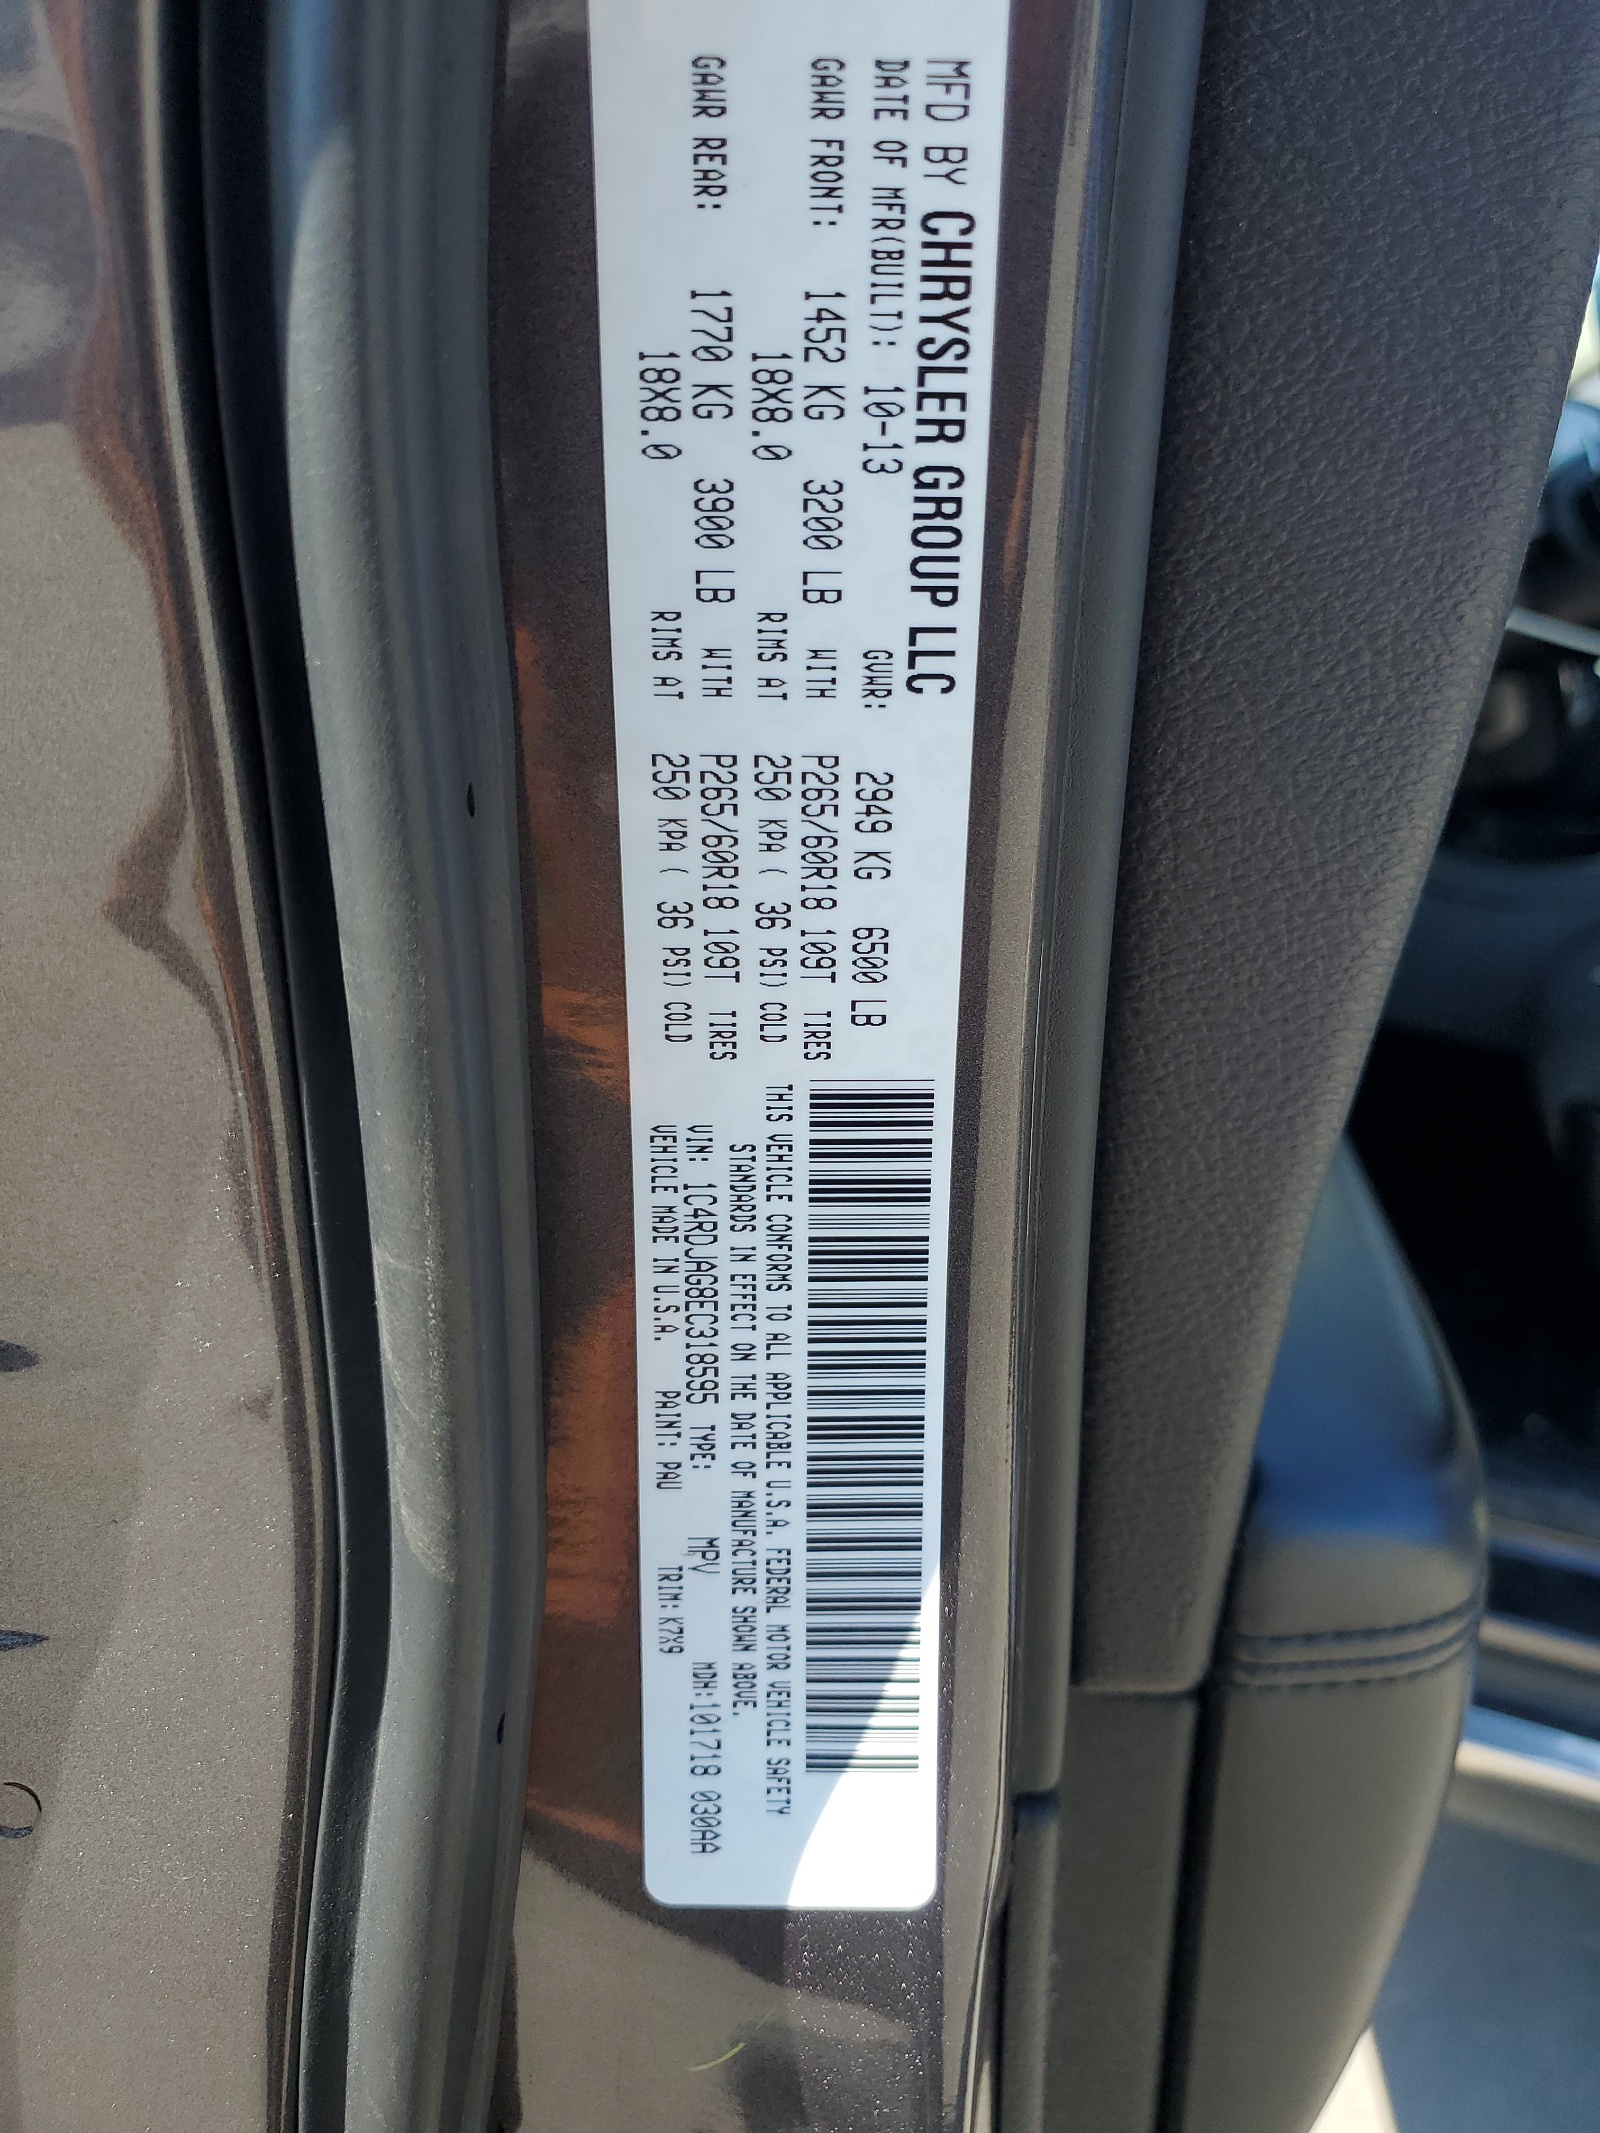 MFD BY CHRYSLER GROUP LLC
DATE OF MFR(BUILT): 10-13 GVWR: 2949 KG 6500 LB
GAWR FRONT: 1452 KG 3200 LB WITH P265/60R18 109T TIRES
18X8.0 RIMS AT 250 KPA ( 36 PSI) COLD
GAWR REAR: 1770 KG 3900 LB WITH P265/60R18 109T TIRES
18X8.0 RIMS AT 250 KPA ( 36 PSI) COLD
THIS VEHICLE CONFORMS TO ALL APPLICABLE U.S.A. FEDERAL MOTOR VEHICLE SAFETY
STANDARDS IN EFFECT ON THE DATE OF MANUFACTURE SHOWN ABOVE.
VIN: 1C4RDJAG8EC318595 TYPE: MPV MDH:101718 030AA
VEHICLE MADE IN U.S.A. PAINT: PAU TRIM: K7X9